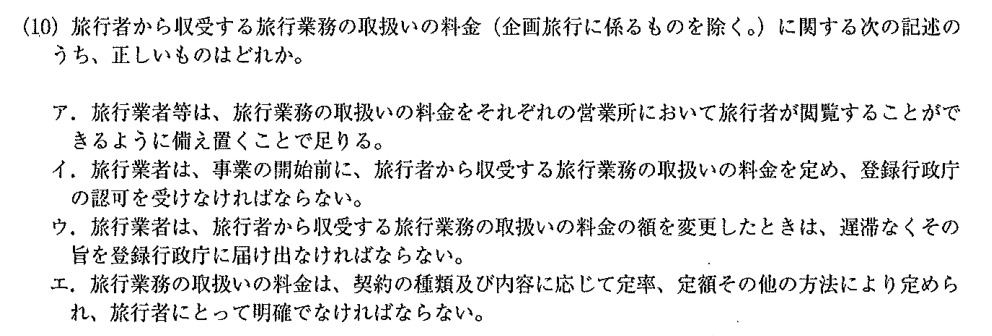 (10) 旅行者から収受する旅行業務の取扱いの料金(企画旅行に係るものを除く。)に関する次の記述の
うち、正しいものはどれか。
ア．旅行業者等は、旅行業務の取扱いの料金をそれぞれの営業所において旅行者が閲覧することがで
きるように備え置くことで足りる。
イ．旅行業者は、事業の開始前に、旅行者から収受する旅行業務の取扱いの料金を定め、登録行政庁
の認可を受けなければならない。
ウ．旅行業者は、旅行者から収受する旅行業務の取扱いの料金の額を変更したときは、遅滞なくその
旨を登録行政庁に届け出なければならない。
エ．旅行業務の取扱いの料金は、契約の種類及び内容に応じて定率、定額その他の方法により定めら
れ、旅行者にとって明確でなければならない。